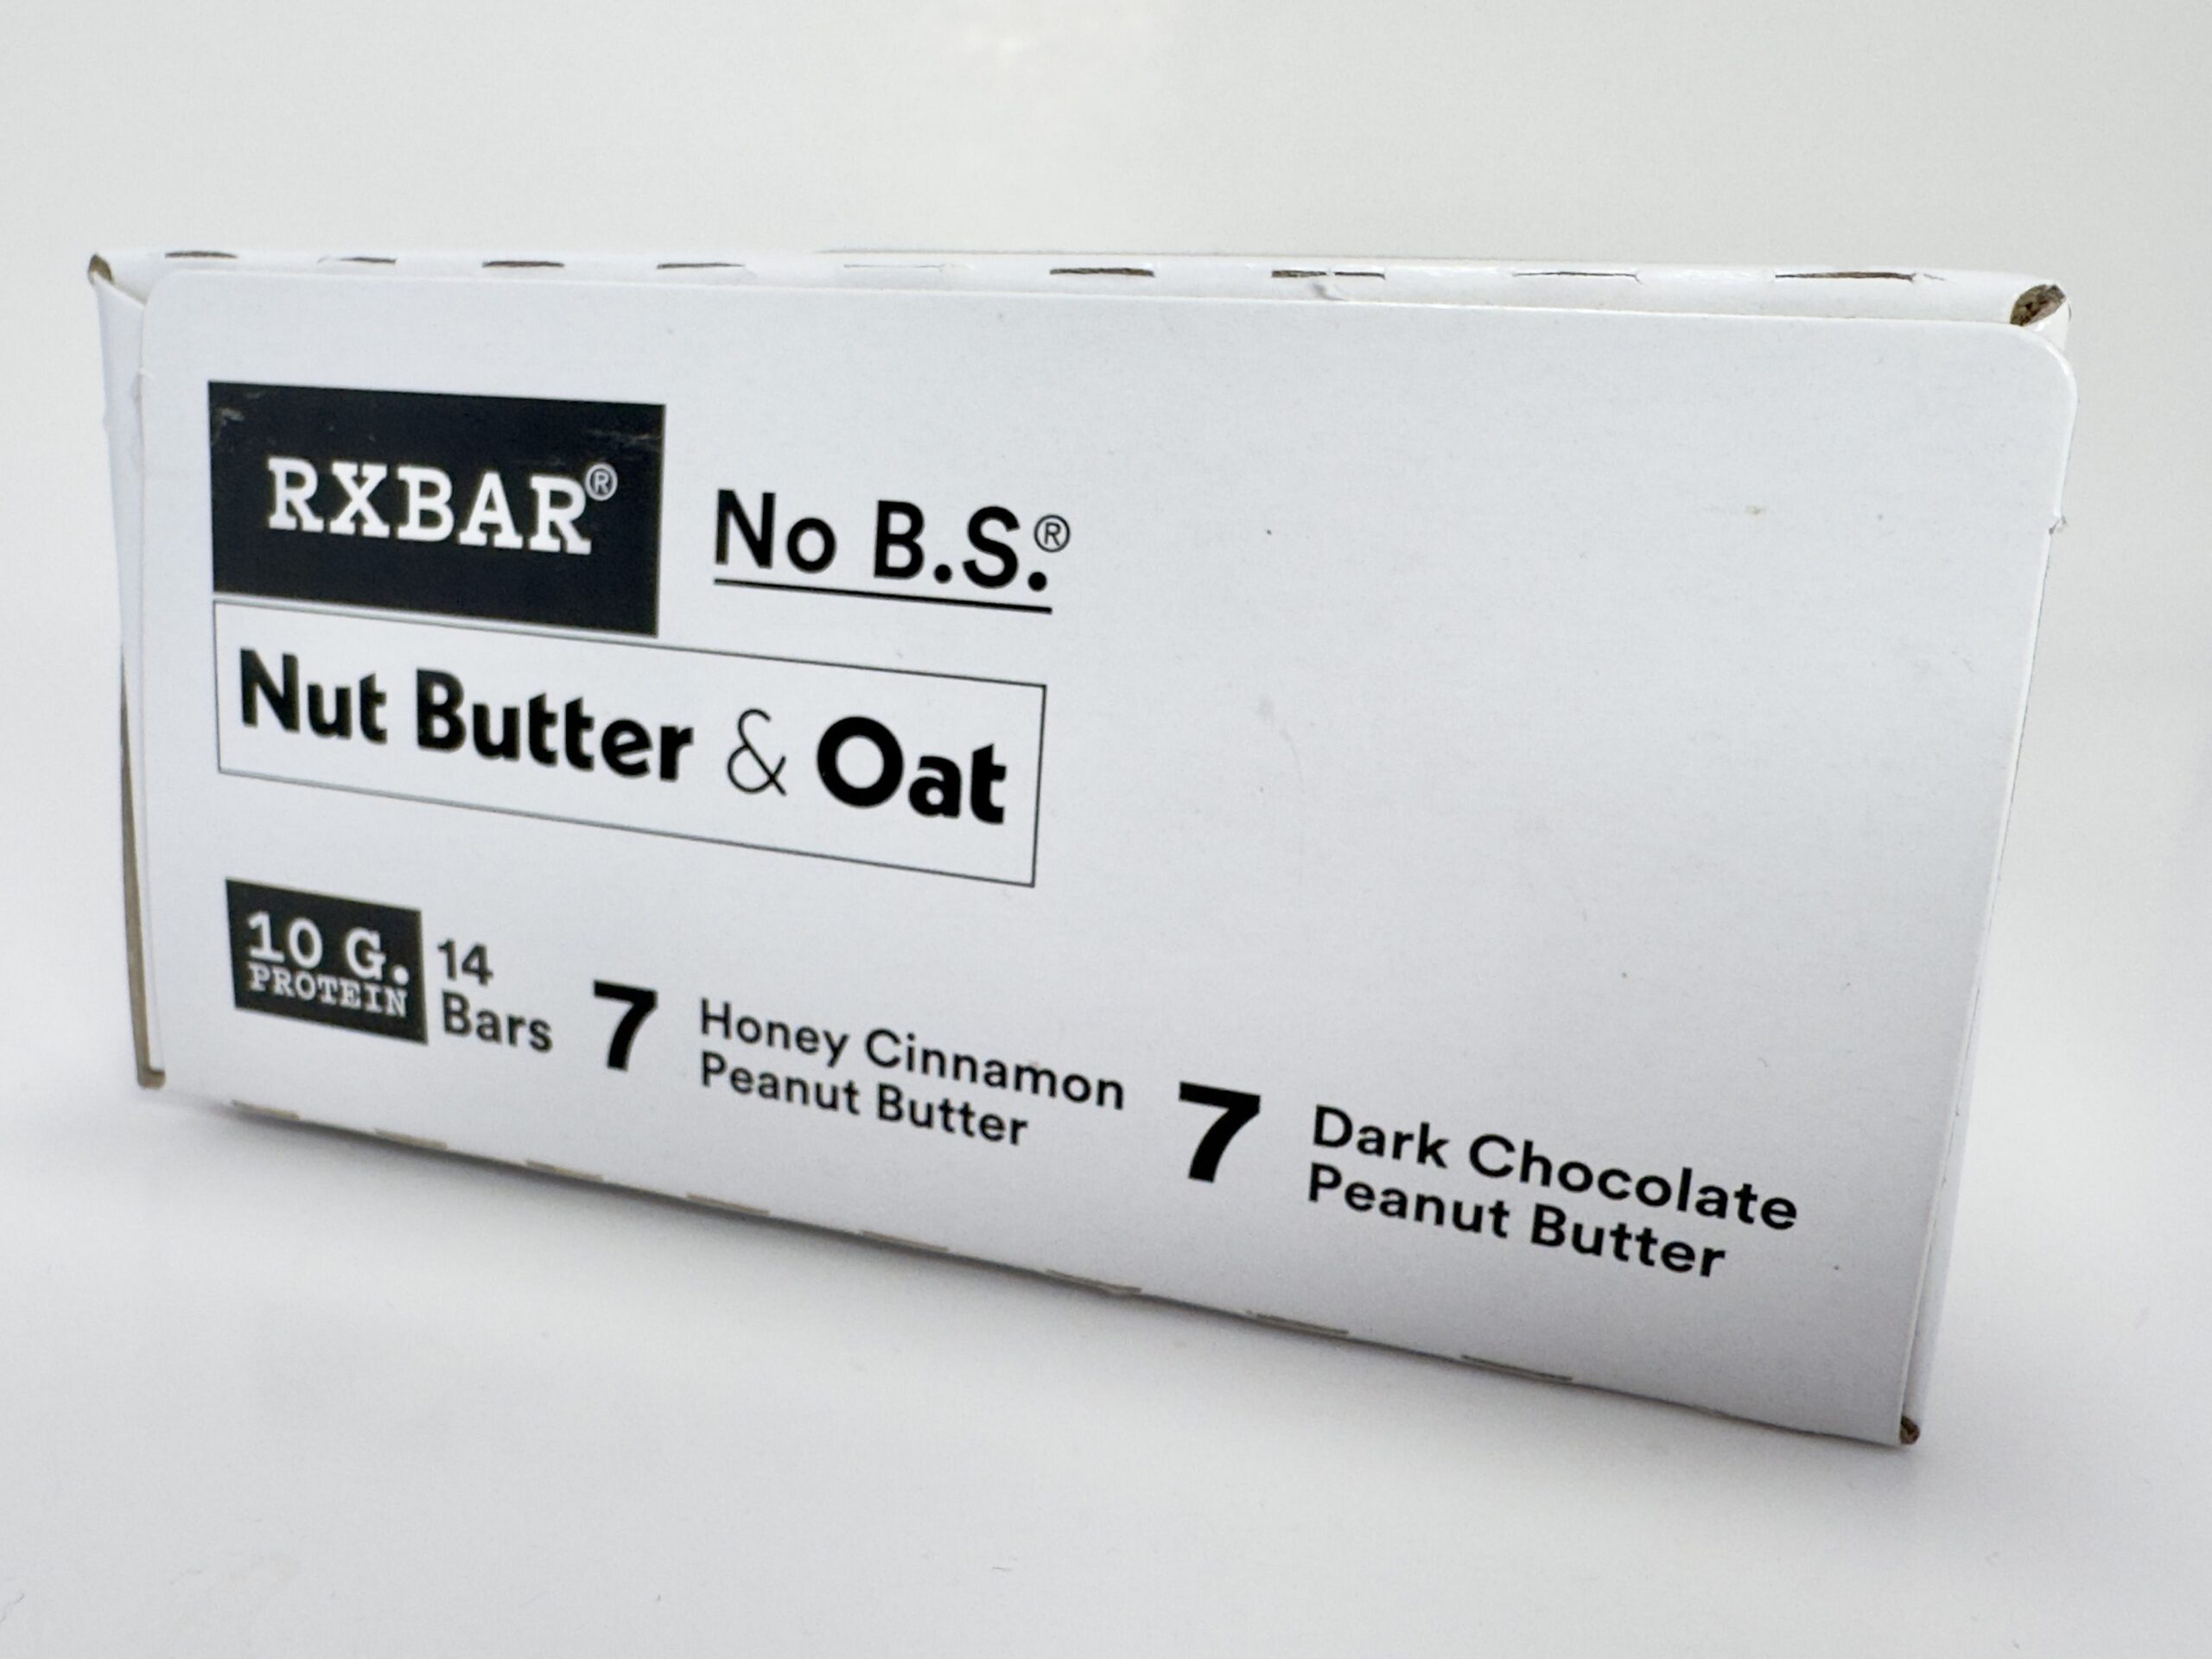 RXBAR®
No B.S.®
Nut Butter & Oat
10 G.
PROTEIN
14
Bars
7
Honey Cinnamon
Peanut Butter
7
Dark Chocolate
Peanut Butter